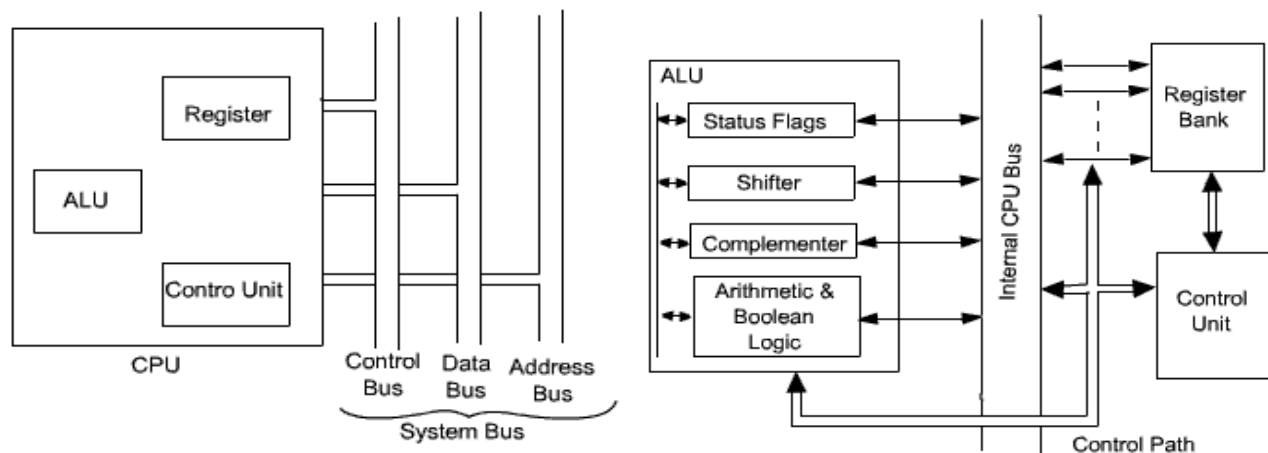 Register
ALU
Contro Unit
CPU
Control
Bus
Data
Bus
Address
Bus
System Bus
ALU
Status Flags
Shifter
Complementer
Arithmetic &
Boolean
Logic
Internal CPU Bus
Register
Bank
Control
Unit
Control Path